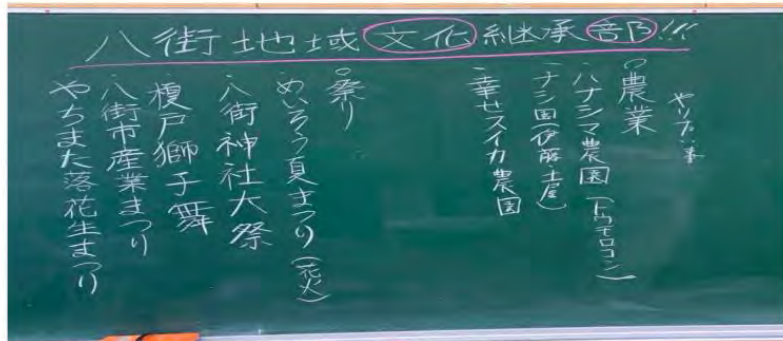 八街地域文化継承部!!!
やりたい事
○農業
ハナシマ農園(トウモロコシ)
ナシ園(伊藤・土屋)
幸せスイカ農園
○祭り
めいそう夏まつり(花火)
八街神社大祭
榎戸獅子舞
八街市産業まつり
やちまた落花生まつり